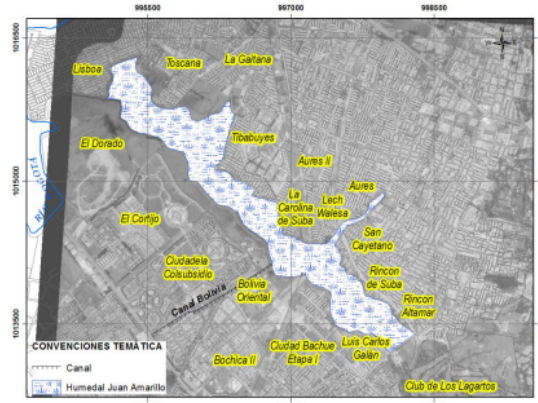 995500 997000 998500
1016500
Lisboa
Toscana
La Gaitana
El Dorado
Tibabuyes
Aures II
1015000
RIO BOGOTA
La
Carolina
de Suba
Lech
Walesa
Aures
El Cortijo
San
Cayetano
Ciudadela
Colsubsidio
Rincon
de Suba
Canal Bolivia
Bolivia
Oriental
Rincon
Altamar
1013500
Luis Carlos
Galán
Ciudad Bachue
Etapa I
Bochica II
Club de Los Lagartos
CONVENCIONES TEMÁTICA
Canal
Humedal Juan Amarillo